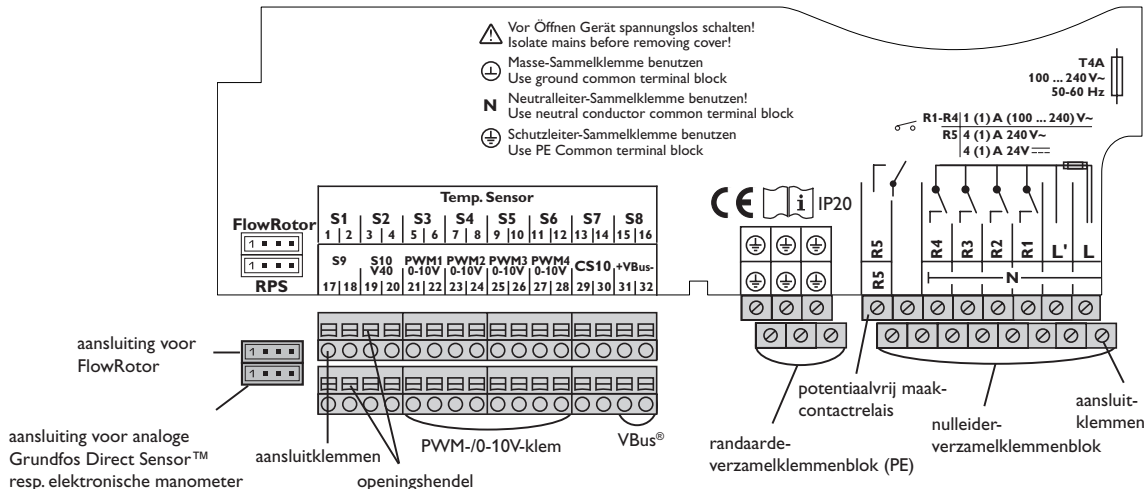 Vor Öffnen Gerät spannungslos schalten!
Isolate mains before removing cover!
Masse-Sammelklemme benutzen
Use ground common terminal block
N Neutralleiter-Sammelklemme benutzen!
Use neutral conductor common terminal block
Schutzleiter-Sammelklemme benutzen
Use PE Common terminal block
T4A
100 ... 240 V~
50-60 Hz
R1-R4 1 (1) A (100 ... 240) V~
R5 4 (1) A 240 V~
4 (1) A 24V ⎓
CE i IP20
Temp. Sensor
S1 S2 S3 S4 S5 S6 S7 S8
1 2 3 4 5 6 7 8 9 10 11 12 13 14 15 16
S9 S10 V40 PWM1 0-10V PWM2 0-10V PWM3 0-10V PWM4 0-10V CS10 +VBus-
17 18 19 20 21 22 23 24 25 26 27 28 29 30 31 32
FlowRotor
1
RPS
R5 R4 R3 R2 R1 L' L
R5 N
1
1
aansluiting voor
FlowRotor
aansluiting voor analoge
Grundfos Direct Sensor™
resp. elektronische manometer
aansluitklemmen
openingshendel
PWM-/0-10V-klem
VBus®
randaarde-
verzamelklemmenblok (PE)
potentiaalvrij maak-
contactrelais
nulleider-
verzamelklemmenblok
aansluit-
klemmen